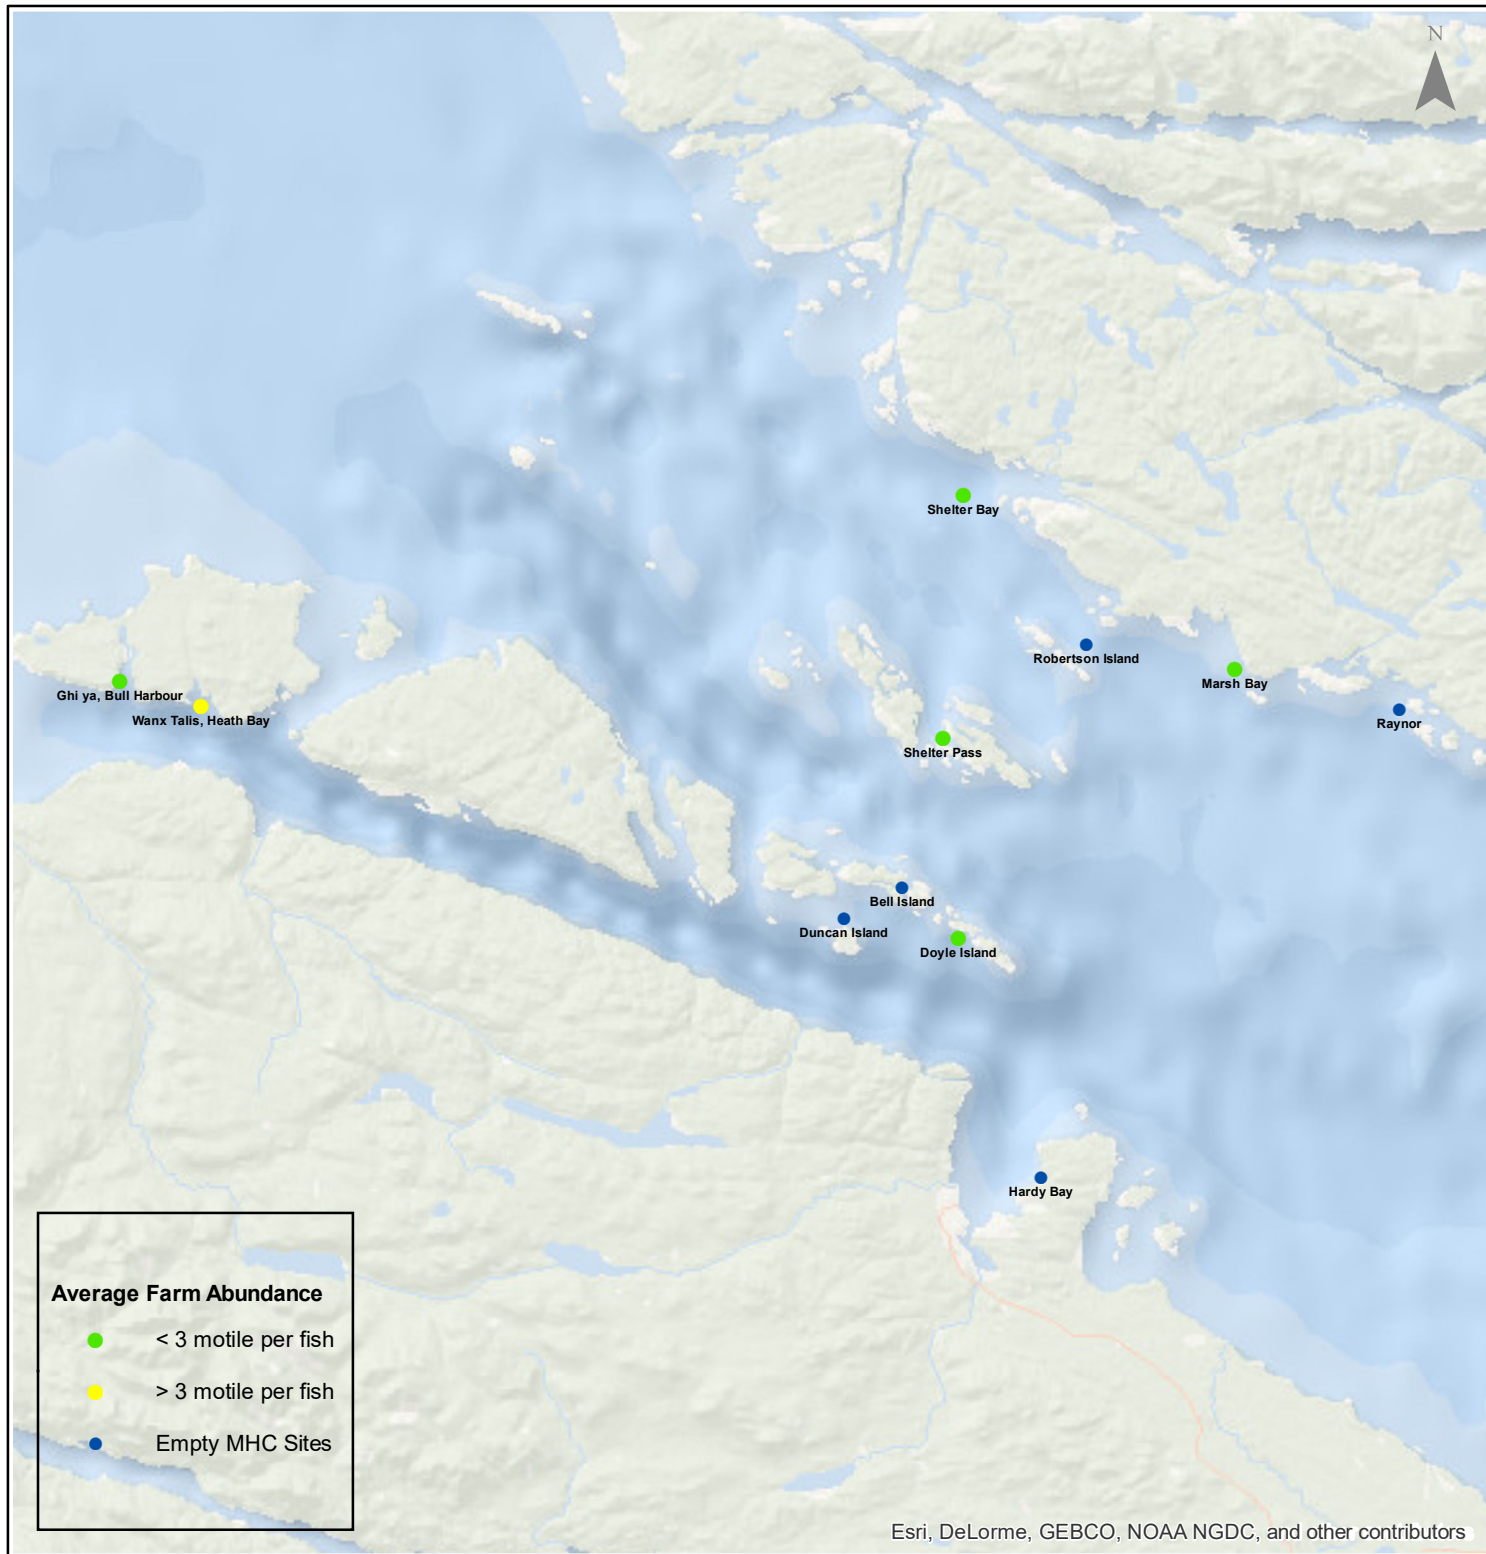 N
Shelter Bay
Robertson Island
Marsh Bay
Ghi ya, Bull Harbour
Wanx Talis, Heath Bay
Raynor
Shelter Pass
Bell Island
Duncan Island
Doyle Island
Hardy Bay
Average Farm Abundance
< 3 motile per fish
> 3 motile per fish
Empty MHC Sites
Esri, DeLorme, GEBCO, NOAA NGDC, and other contributors